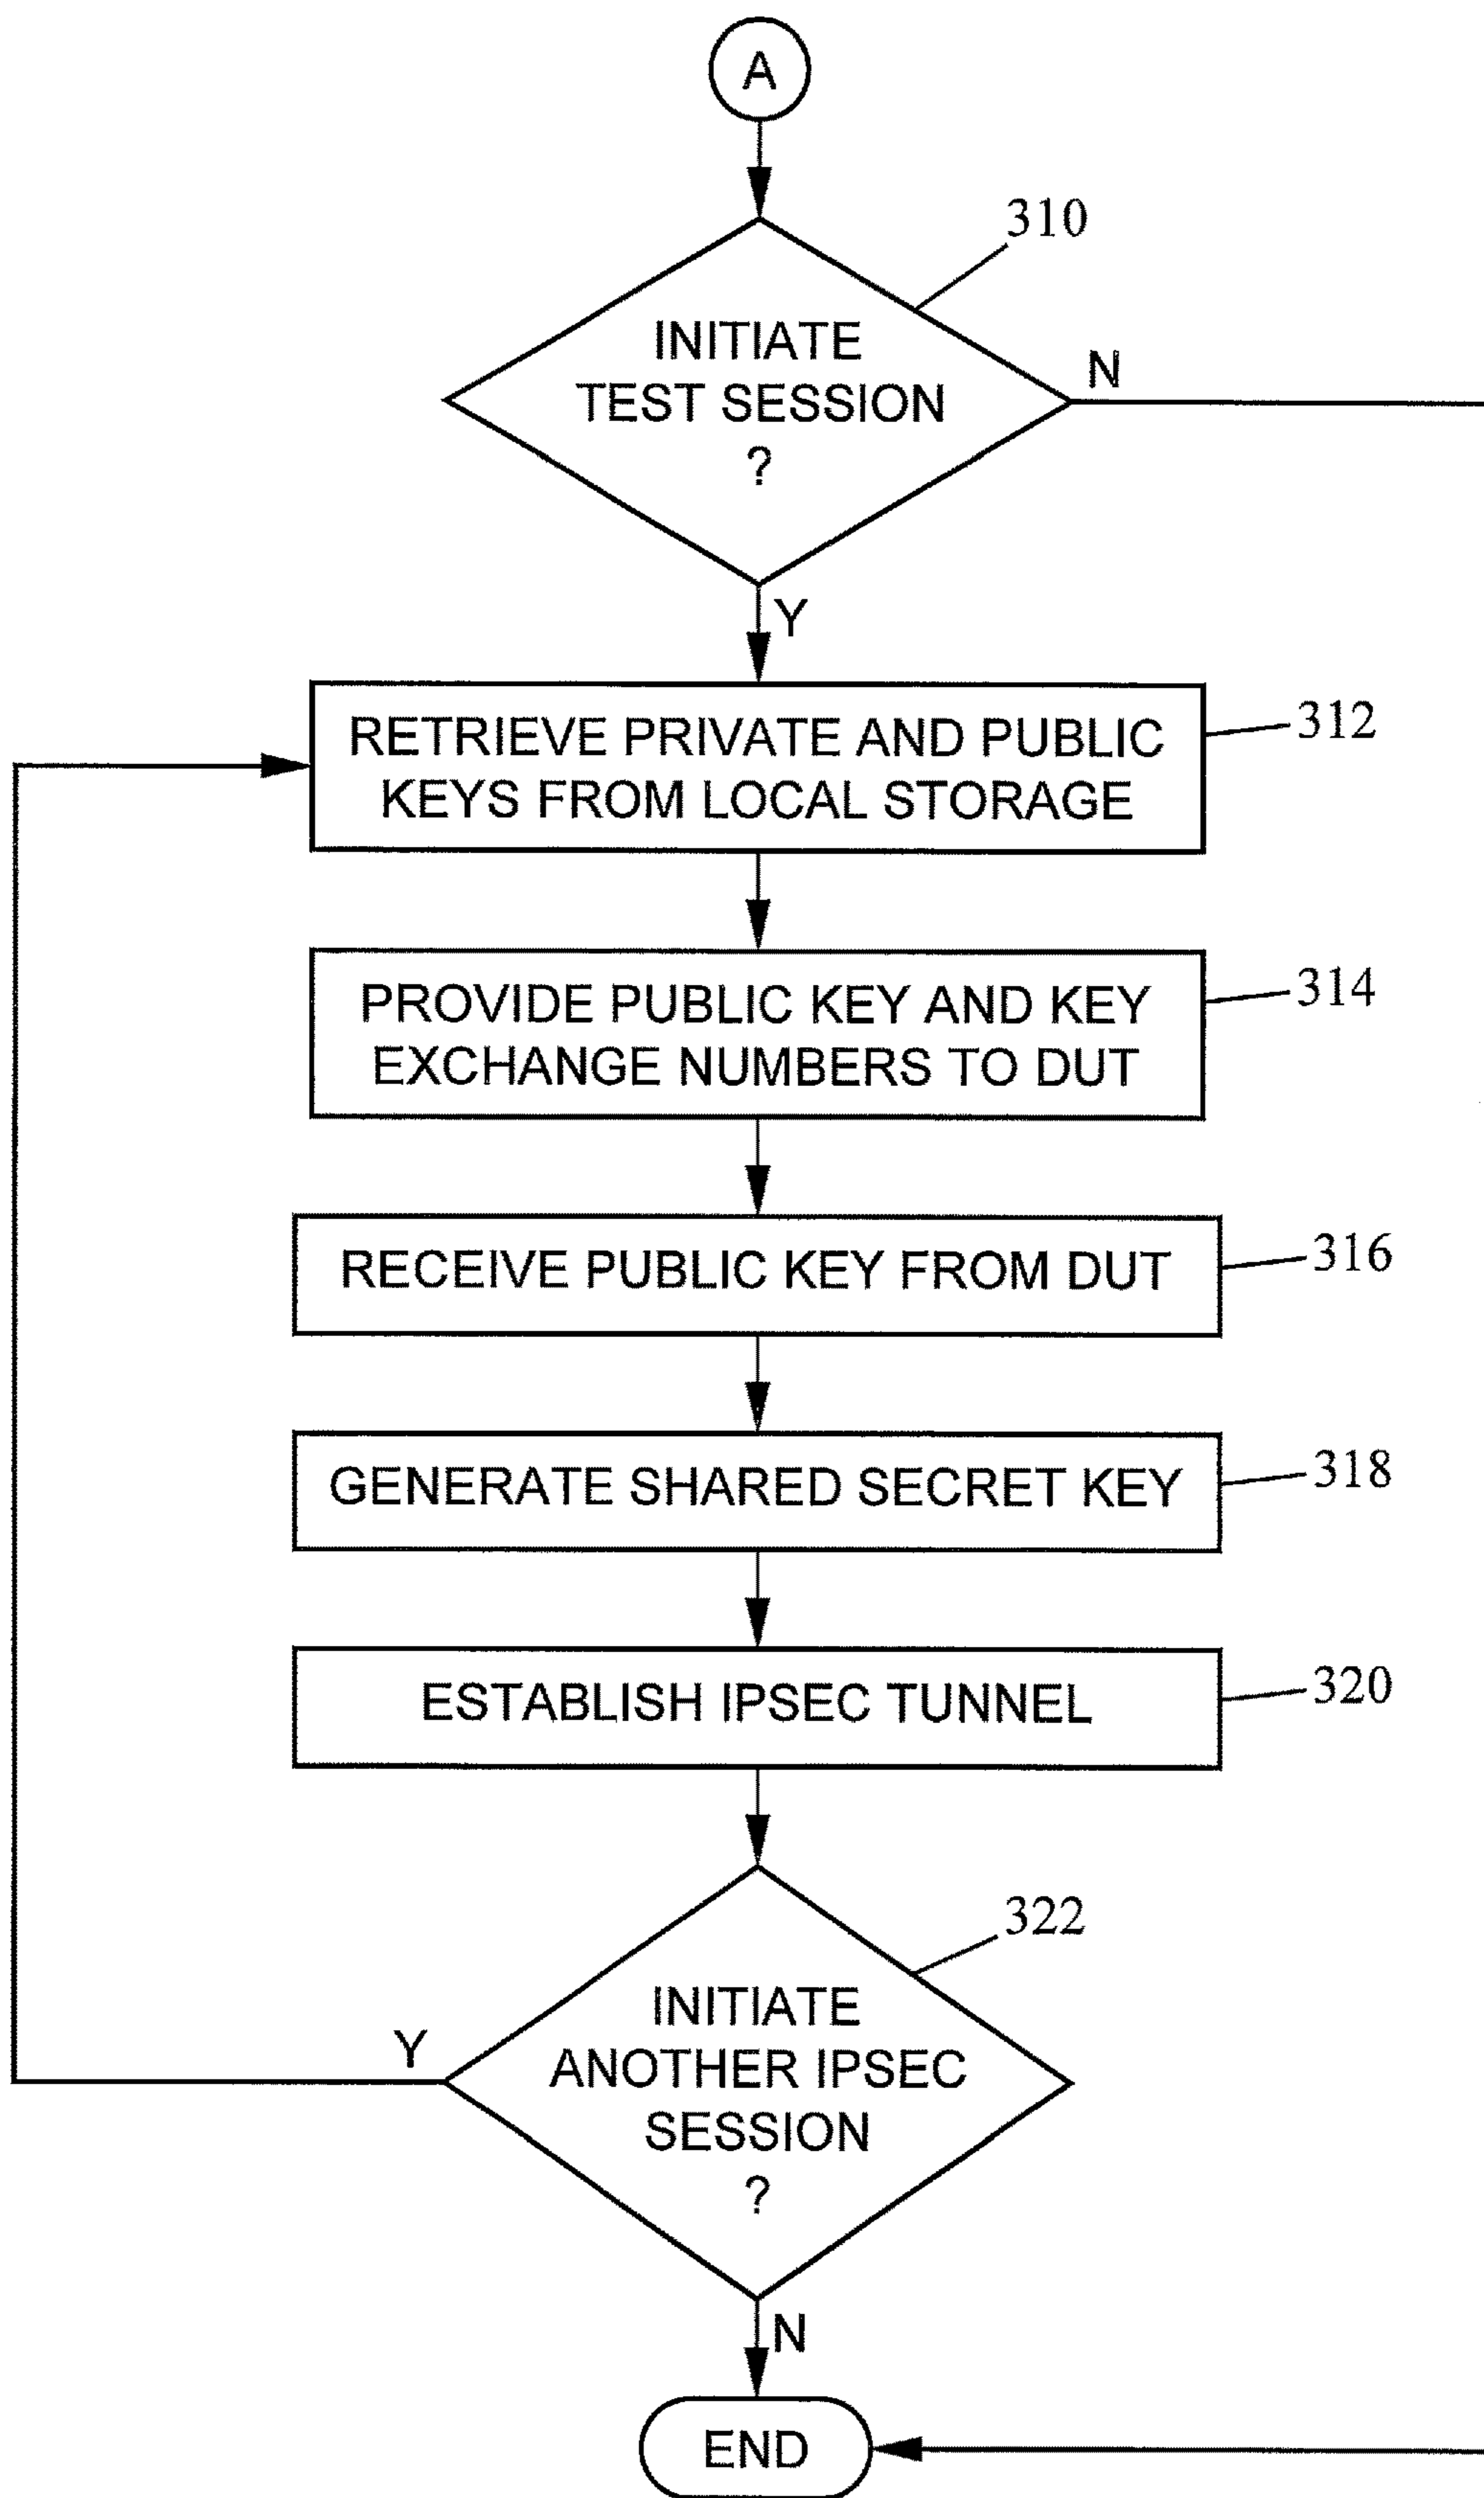 A
310
INITIATE
TEST SESSION
?
N
Y
RETRIEVE PRIVATE AND PUBLIC
KEYS FROM LOCAL STORAGE
312
PROVIDE PUBLIC KEY AND KEY
EXCHANGE NUMBERS TO DUT
314
RECEIVE PUBLIC KEY FROM DUT
316
GENERATE SHARED SECRET KEY
318
ESTABLISH IPSEC TUNNEL
320
322
INITIATE
ANOTHER IPSEC
SESSION
?
Y
N
END